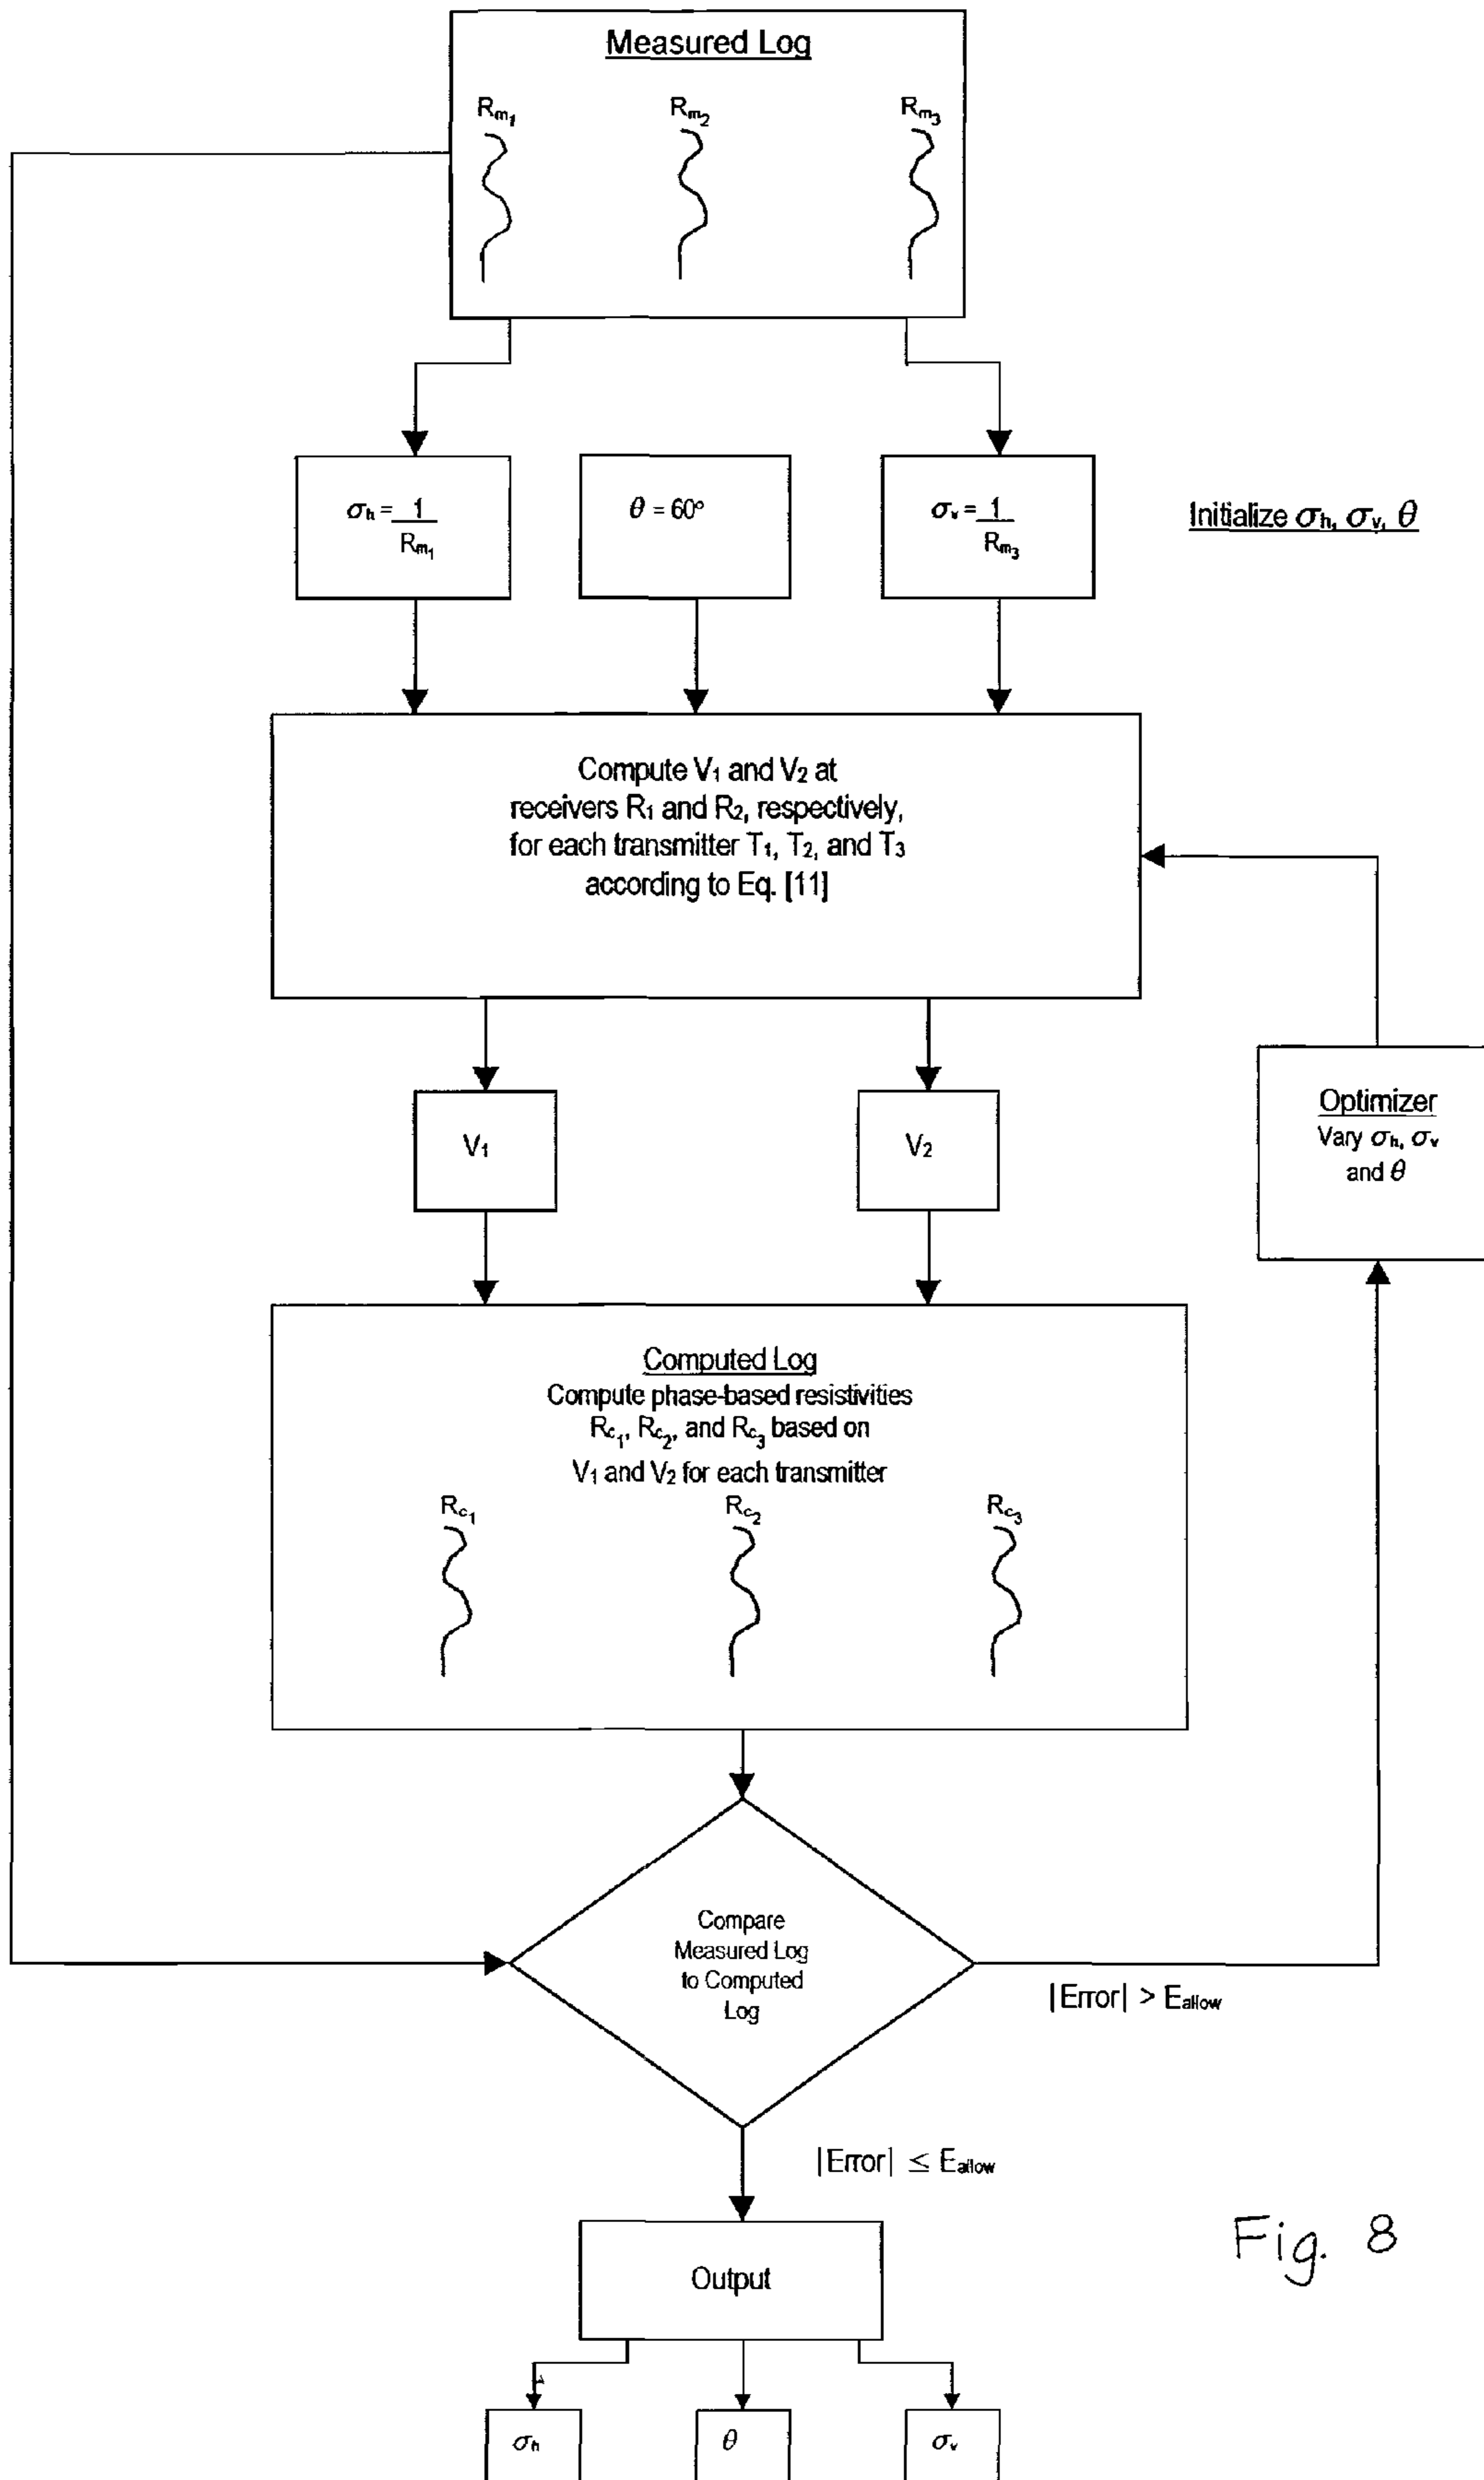 Measured Log
Rm1 Rm2 Rm3
σh = 1/Rm1
θ = 60°
σv = 1/Rm3
Initialize σh, σv, θ
Compute V1 and V2 at
receivers R1 and R2, respectively,
for each transmitter T1, T2, and T3
according to Eq. [11]
V1
V2
Optimizer
Vary σh, σv
and θ
Computed Log
Compute phase-based resistivities
Rc1, Rc2, and Rc3 based on
V1 and V2 for each transmitter
Rc1 Rc2 Rc3
Compare
Measured Log
to Computed
Log
|Error| > Eallow
|Error| ≤ Eallow
Output
σh
θ
σv
Fig. 8